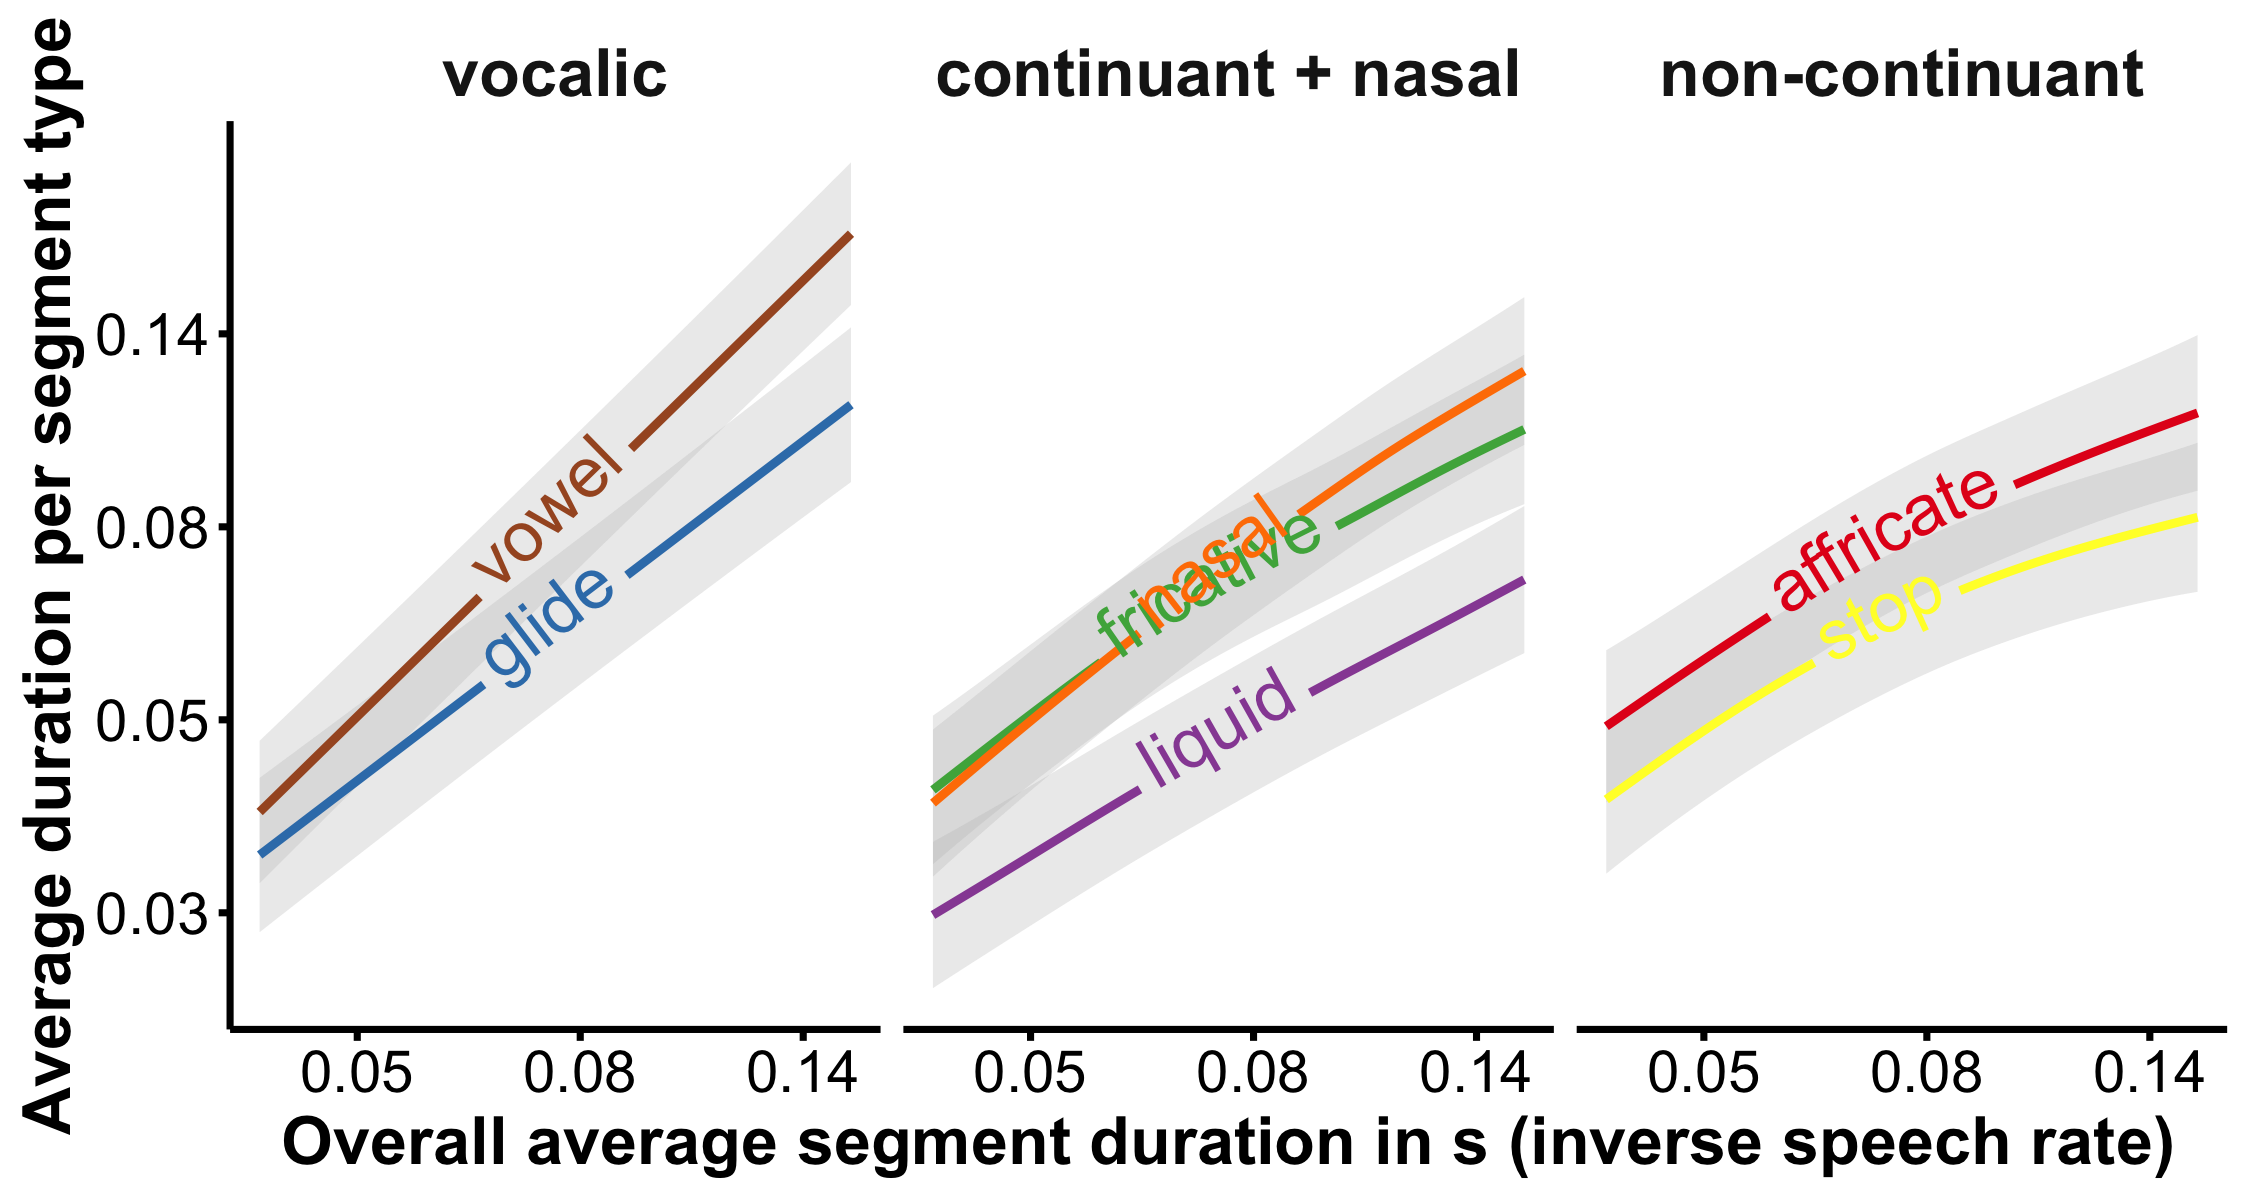 vocalic
continuant + nasal
non-continuant
Average duration per segment type
0.14
0.08
0.05
0.03
vowel
glide
nasal
fricative
liquid
affricate
stop
0.05 0.08 0.14
0.05 0.08 0.14
0.05 0.08 0.14
Overall average segment duration in s (inverse speech rate)